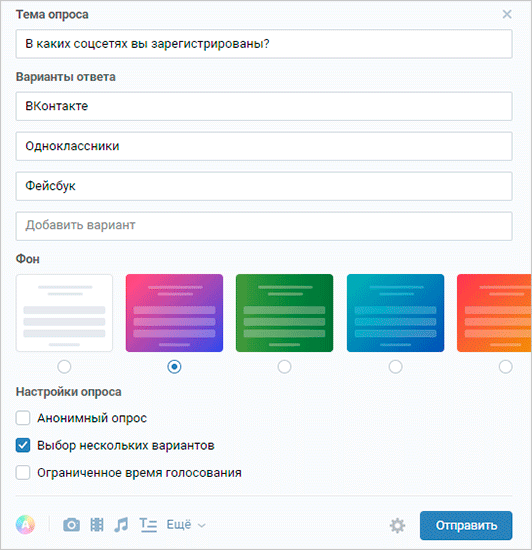 Тема опроса
В каких соцсетях вы зарегистрированы?
Варианты ответа
ВКонтакте
Одноклассники
Фейсбук
Добавить вариант
Фон
Настройки опроса
Анонимный опрос
Выбор нескольких вариантов
Ограниченное время голосования
A
Ещё
Отправить